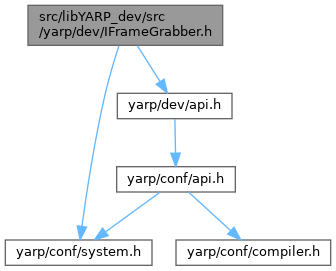 src/libYARP_dev/src
/yarp/dev/IFrameGrabber.h
yarp/dev/api.h
yarp/conf/api.h
yarp/conf/system.h
yarp/conf/compiler.h